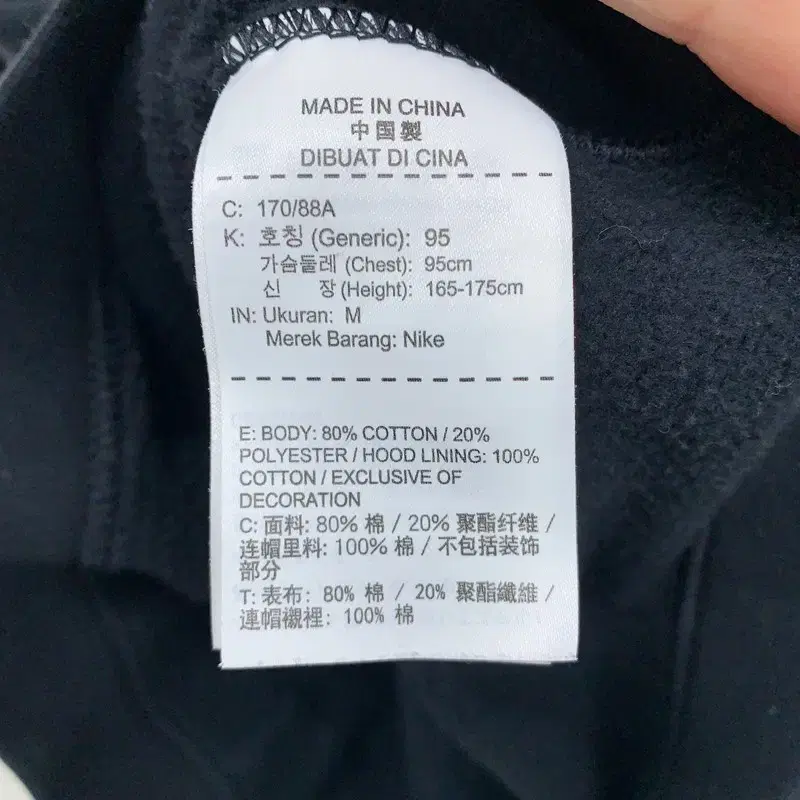 MADE IN CHINA
中国製
DIBUAT DI CINA
C: 170/88A
K: 호칭 (Generic): 95
가슴둘레 (Chest): 95cm
신 장 (Height): 165-175cm
IN: Ukuran: M
Merek Barang: Nike
E: BODY: 80% COTTON / 20%
POLYESTER / HOOD LINING: 100%
COTTON / EXCLUSIVE OF
DECORATION
C: 面料: 80% 棉 / 20% 聚酯纤维 /
连帽里料: 100% 棉 / 不包括装饰
部分
T: 表布: 80% 棉 / 20% 聚酯纖維 /
連帽襯裡: 100% 棉